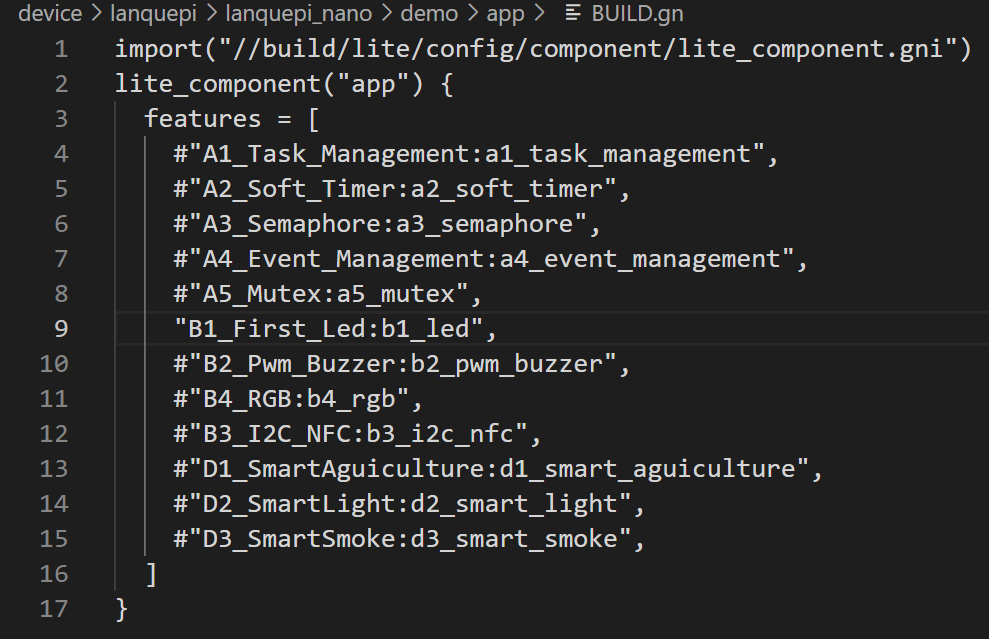 device > lanquepi > lanquepi_nano > demo > app > BUILD.gn
1 import("//build/lite/config/component/lite_component.gni")
2 lite_component("app") {
3 features = [
4 #"A1_Task_Management:a1_task_management",
5 #"A2_Soft_Timer:a2_soft_timer",
6 #"A3_Semaphore:a3_semaphore",
7 #"A4_Event_Management:a4_event_management",
8 #"A5_Mutex:a5_mutex",
9 "B1_First_Led:b1_led",
10 #"B2_Pwm_Buzzer:b2_pwm_buzzer",
11 #"B4_RGB:b4_rgb",
12 #"B3_I2C_NFC:b3_i2c_nfc",
13 #"D1_SmartAguiculture:d1_smart_aguiculture",
14 #"D2_SmartLight:d2_smart_light",
15 #"D3_SmartSmoke:d3_smart_smoke",
16 ]
17 }